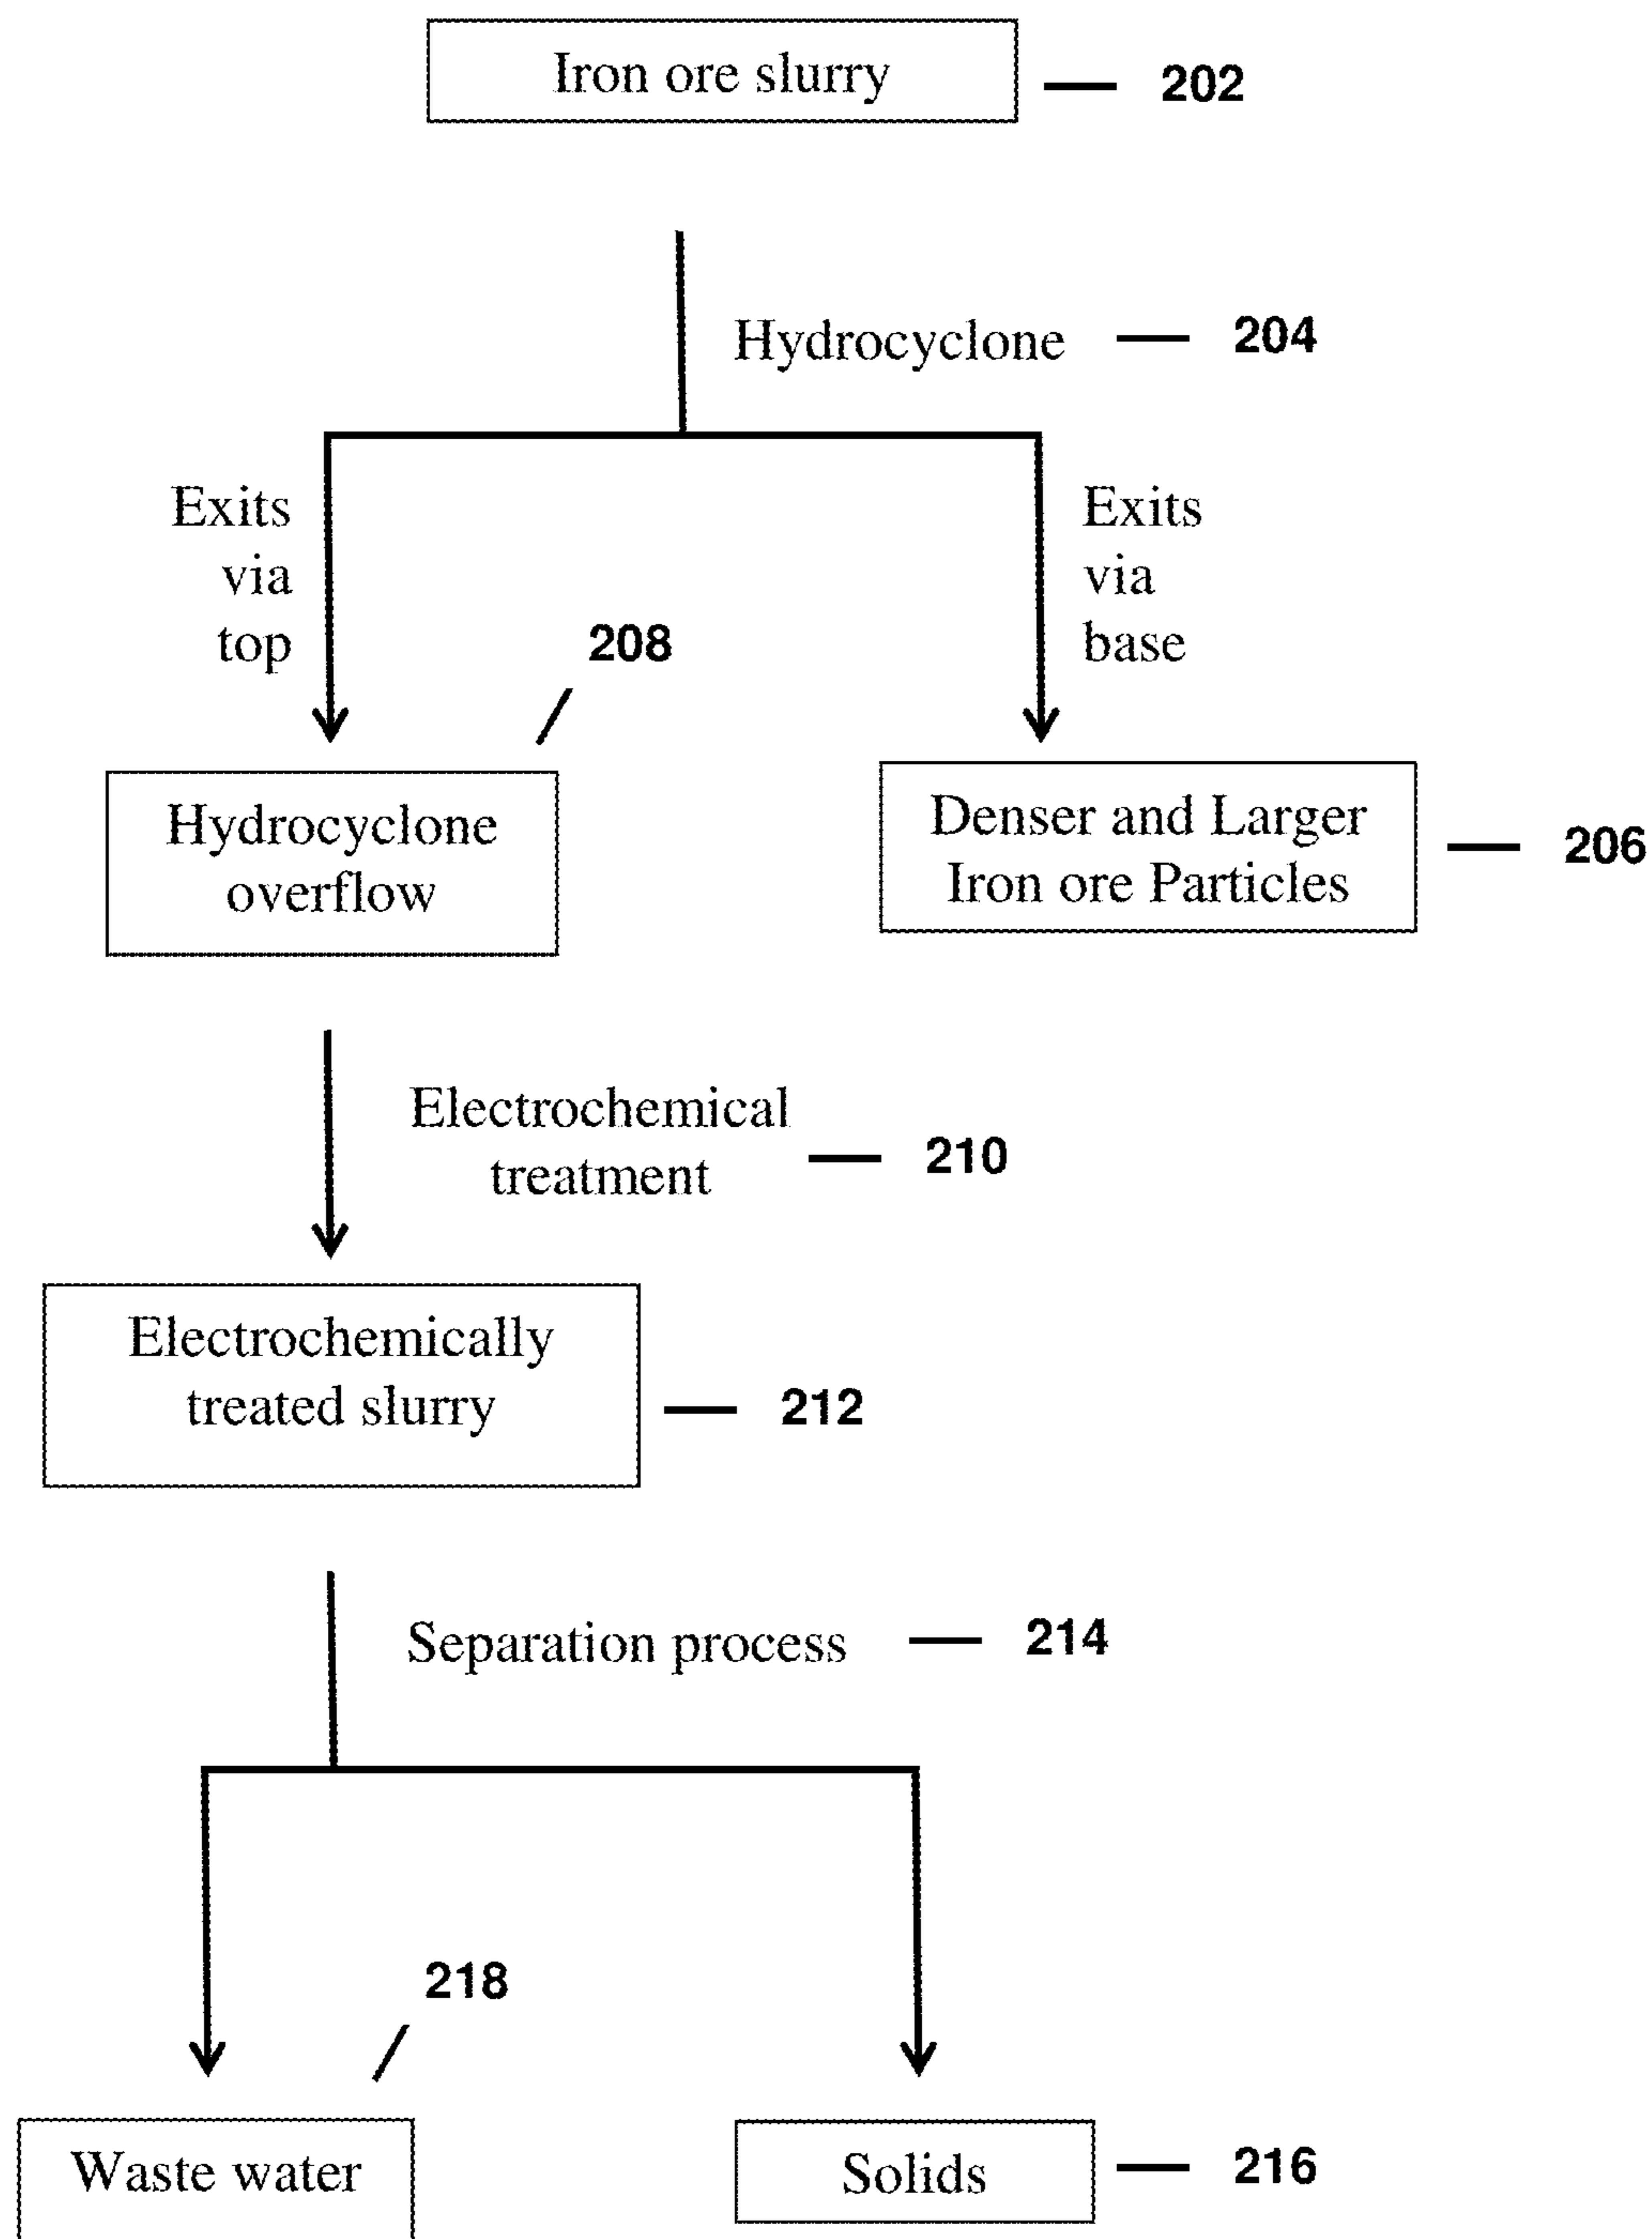 Iron ore slurry
202
Hydrocyclone
204
Exits
via
top
Exits
via
base
208
Hydrocyclone
overflow
Denser and Larger
Iron ore Particles
206
Electrochemical
treatment
210
Electrochemically
treated slurry
212
Separation process
214
218
Waste water
Solids
216